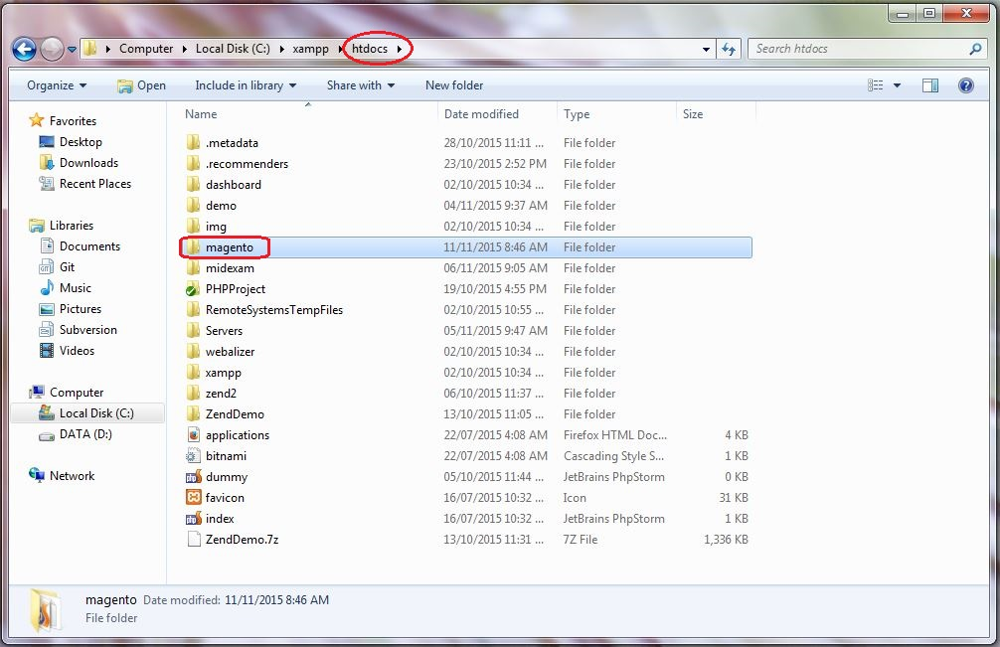 Computer Local Disk (C:) xampp htdocs Search htdocs
Organize Open Include in library Share with New folder
Name Date modified Type Size
Favorites
Desktop
Downloads
Recent Places
Libraries
Documents
Git
Music
Pictures
Subversion
Videos
Computer
Local Disk (C:)
DATA (D:)
Network
.metadata 28/10/2015 11:11 ... File folder
.recommenders 23/10/2015 2:52 PM File folder
dashboard 02/10/2015 10:34 ... File folder
demo 04/11/2015 9:37 AM File folder
img 02/10/2015 10:34 ... File folder
magento 11/11/2015 8:46 AM File folder
midexam 06/11/2015 9:05 AM File folder
PHPProject 19/10/2015 4:55 PM File folder
RemoteSystemsTempFiles 02/10/2015 10:55 ... File folder
Servers 05/11/2015 9:47 AM File folder
webalizer 02/10/2015 10:34 ... File folder
xampp 02/10/2015 10:34 ... File folder
zend2 06/10/2015 11:37 ... File folder
ZendDemo 13/10/2015 11:05 ... File folder
applications 22/07/2015 4:08 AM Firefox HTML Doc... 4 KB
bitnami 22/07/2015 4:08 AM Cascading Style S... 1 KB
dummy 05/10/2015 11:44 ... JetBrains PhpStorm 0 KB
favicon 16/07/2015 10:32 ... Icon 31 KB
index 16/07/2015 10:32 ... JetBrains PhpStorm 1 KB
ZendDemo.7z 13/10/2015 11:31 ... 7Z File 1,336 KB
magento Date modified: 11/11/2015 8:46 AM
File folder